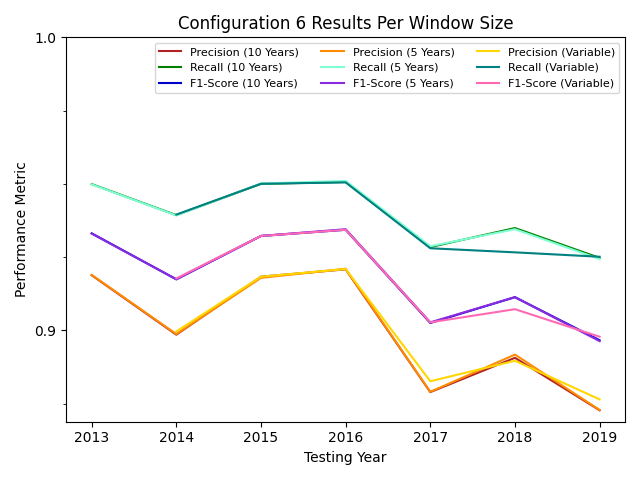 Configuration 6 Results Per Window Size
1.0
Precision (10 Years) Precision (5 Years) Precision (Variable)
Recall (10 Years) Recall (5 Years) Recall (Variable)
F1-Score (10 Years) F1-Score (5 Years) F1-Score (Variable)
Performance Metric
0.9
2013 2014 2015 2016 2017 2018 2019
Testing Year